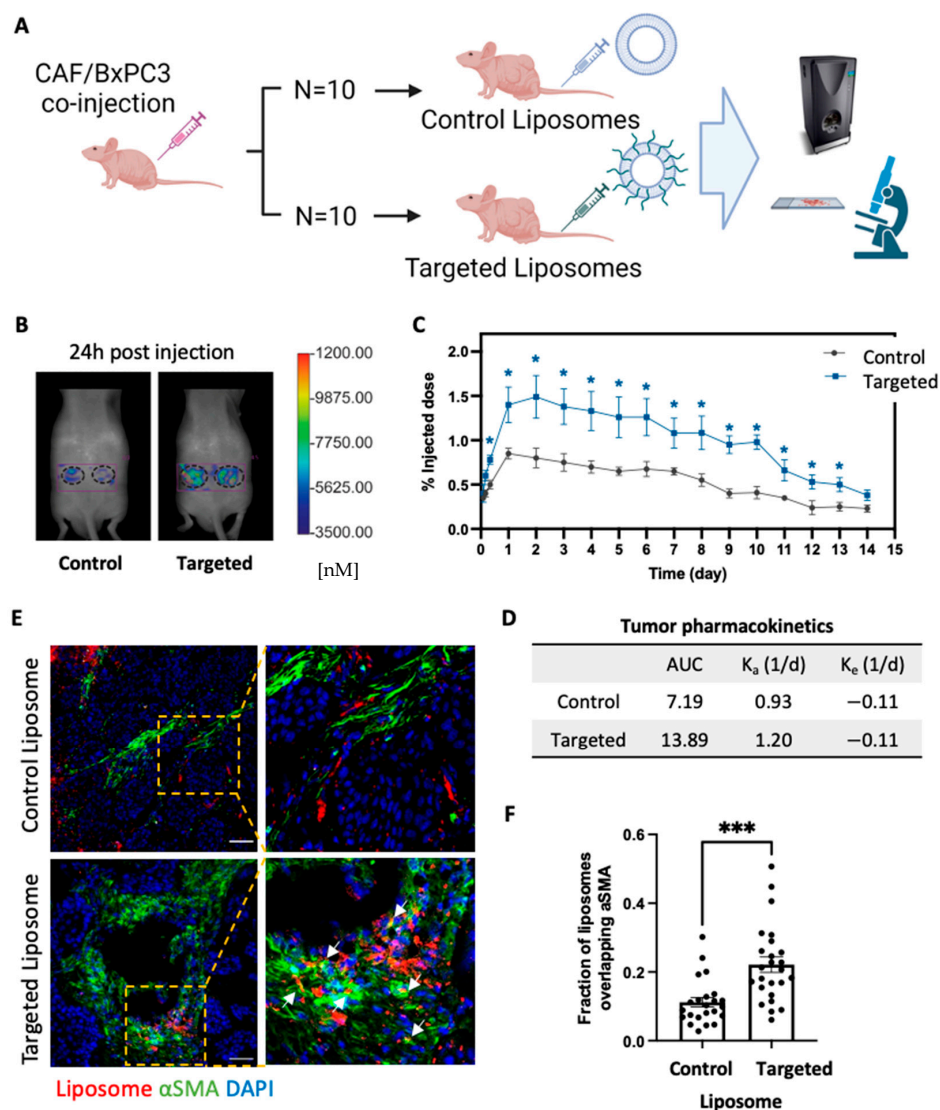 A
CAF/BxPC3
co-injection
N=10
Control Liposomes
N=10
Targeted Liposomes
B
24h post injection
1200.00
9875.00
7750.00
5625.00
3500.00
[nM]
Control
Targeted
C
% Injected dose
2.0
1.5
1.0
0.5
0.0
* * * * * * * * * * * * * *
Control
Targeted
0 1 2 3 4 5 6 7 8 9 10 11 12 13 14 15
Time (day)
E
Control Liposome
Targeted Liposome
Liposome αSMA DAPI
D
Tumor pharmacokinetics
AUC Ka (1/d) Ke (1/d)
Control 7.19 0.93 −0.11
Targeted 13.89 1.20 −0.11
F
Fraction of liposomes
overlapping aSMA
0.6
0.4
0.2
0.0
***
Control Targeted
Liposome